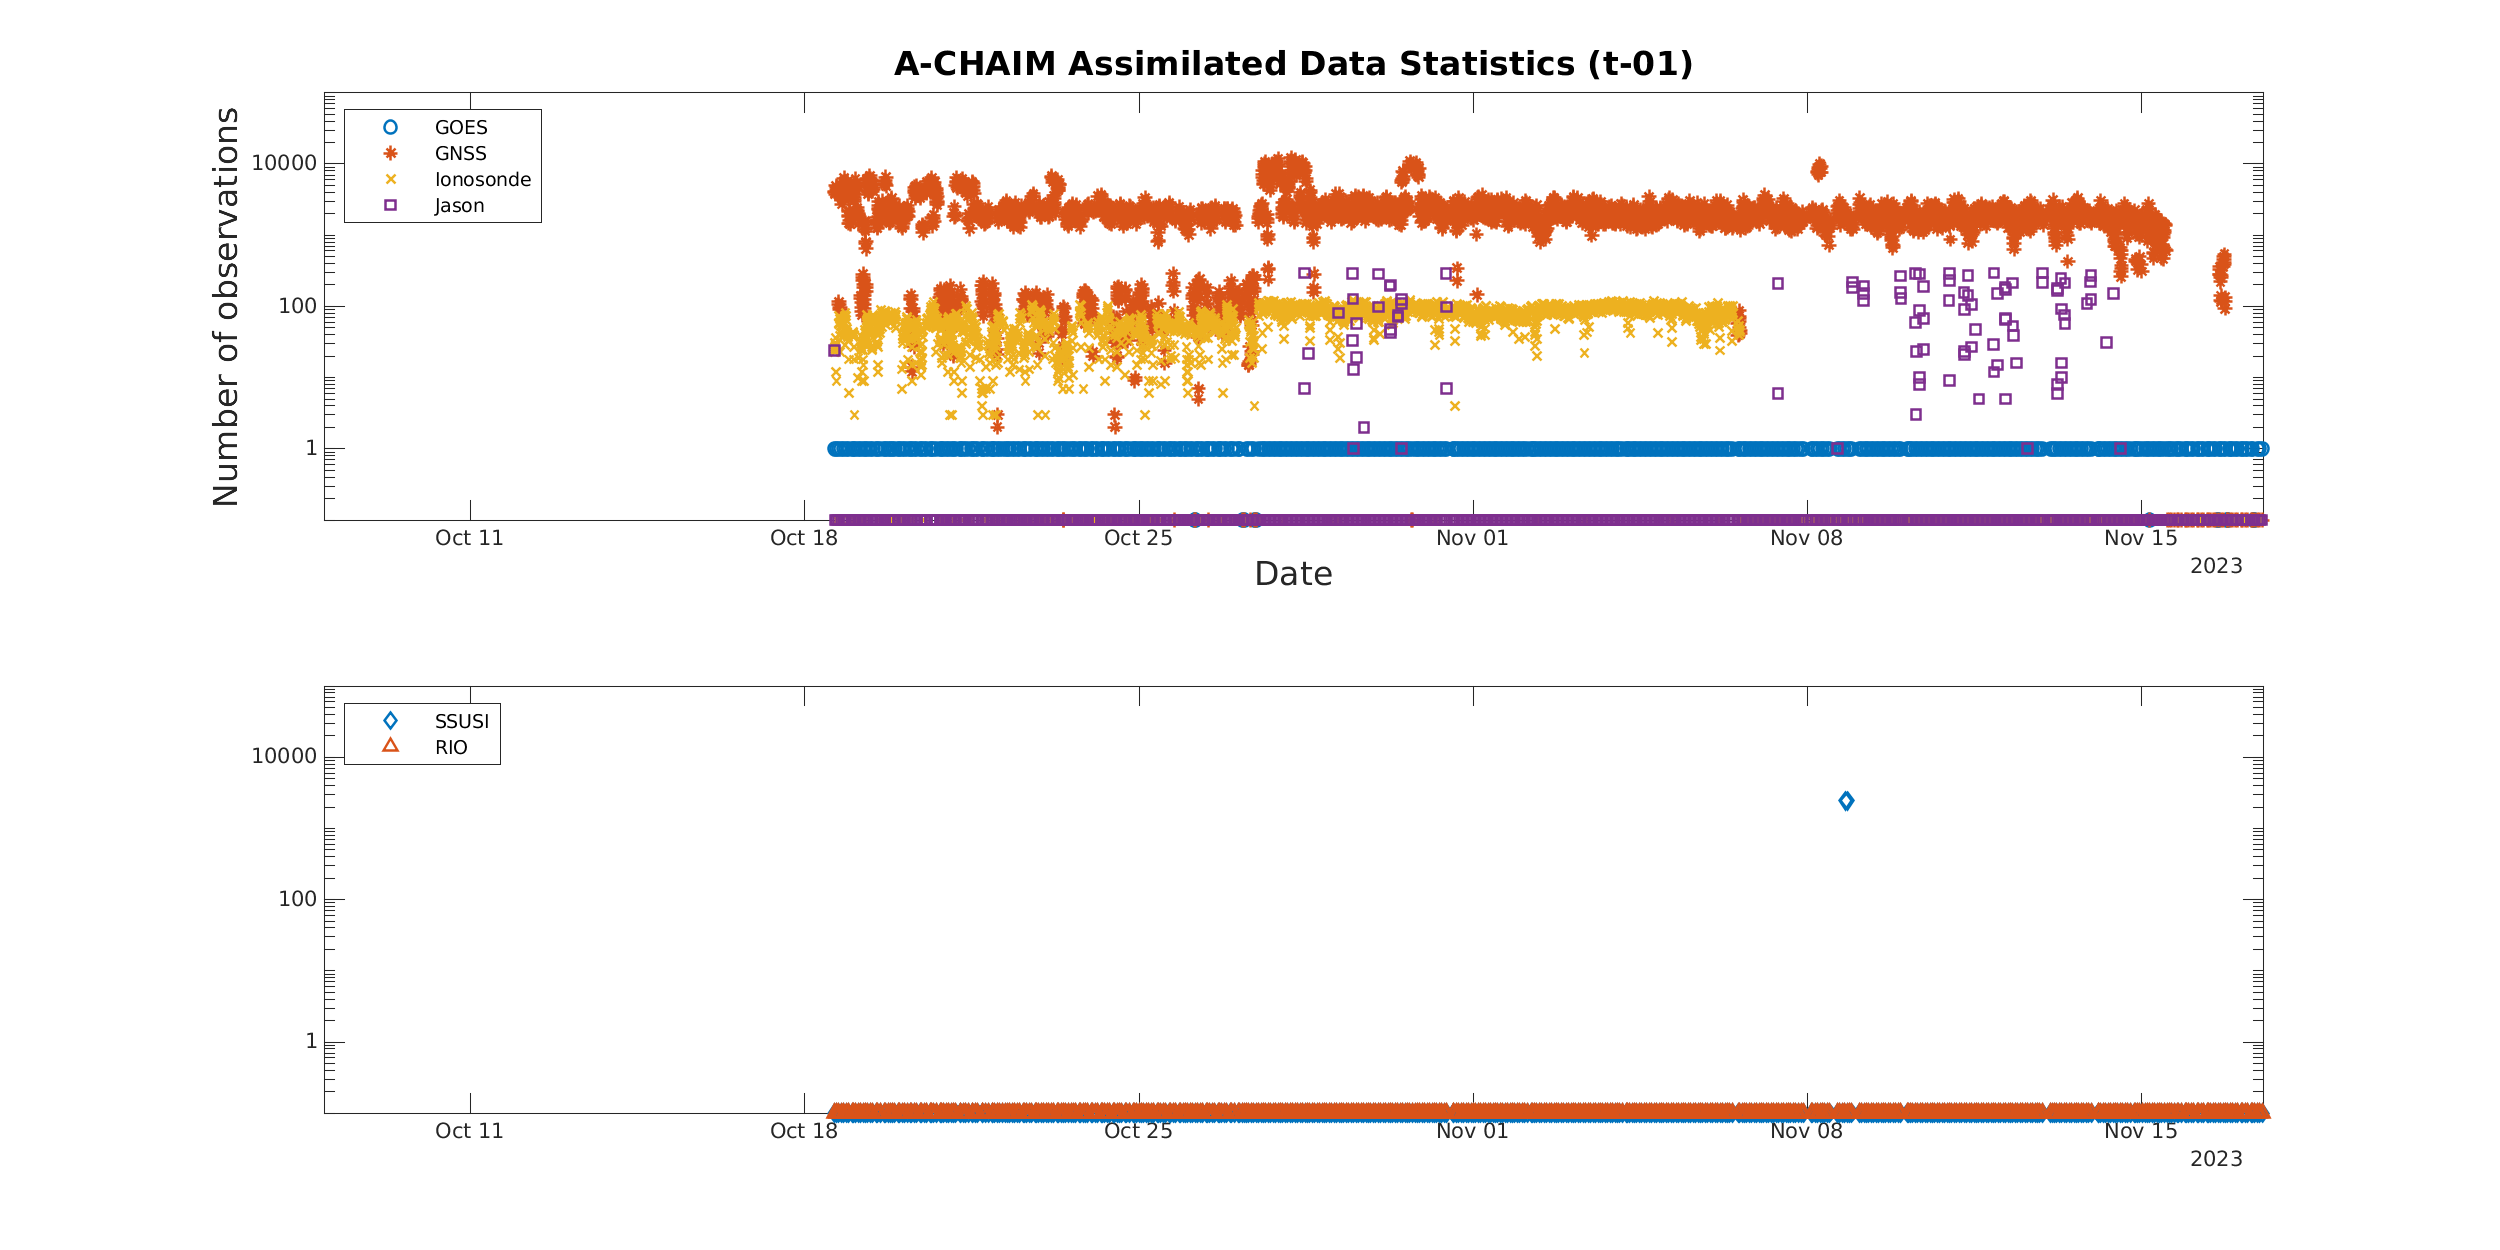 A-CHAIM Assimilated Data Statistics (t-01)
Number of observations
10000
100
1
GOES
GNSS
Ionosonde
Jason
Oct 11
Oct 18
Oct 25
Nov 01
Nov 08
Nov 15
2023
Date
10000
100
1
SSUSI
RIO
Oct 11
Oct 18
Oct 25
Nov 01
Nov 08
Nov 15
2023